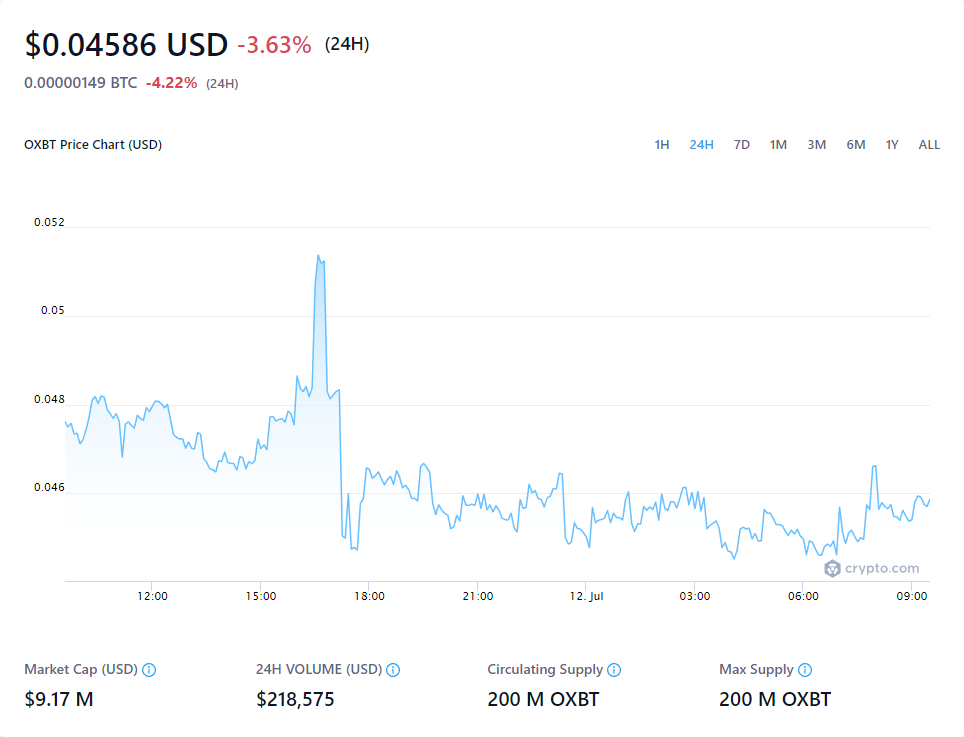 $0.04586 USD -3.63% (24H)
0.00000149 BTC -4.22% (24H)
OXBT Price Chart (USD) 1H 24H 7D 1M 3M 6M 1Y ALL
0.052
0.05
0.048
0.046
crypto.com
12:00 15:00 18:00 21:00 12. Jul 03:00 06:00 09:00
Market Cap (USD) 24H VOLUME (USD) Circulating Supply Max Supply
$9.17 M $218,575 200 M OXBT 200 M OXBT